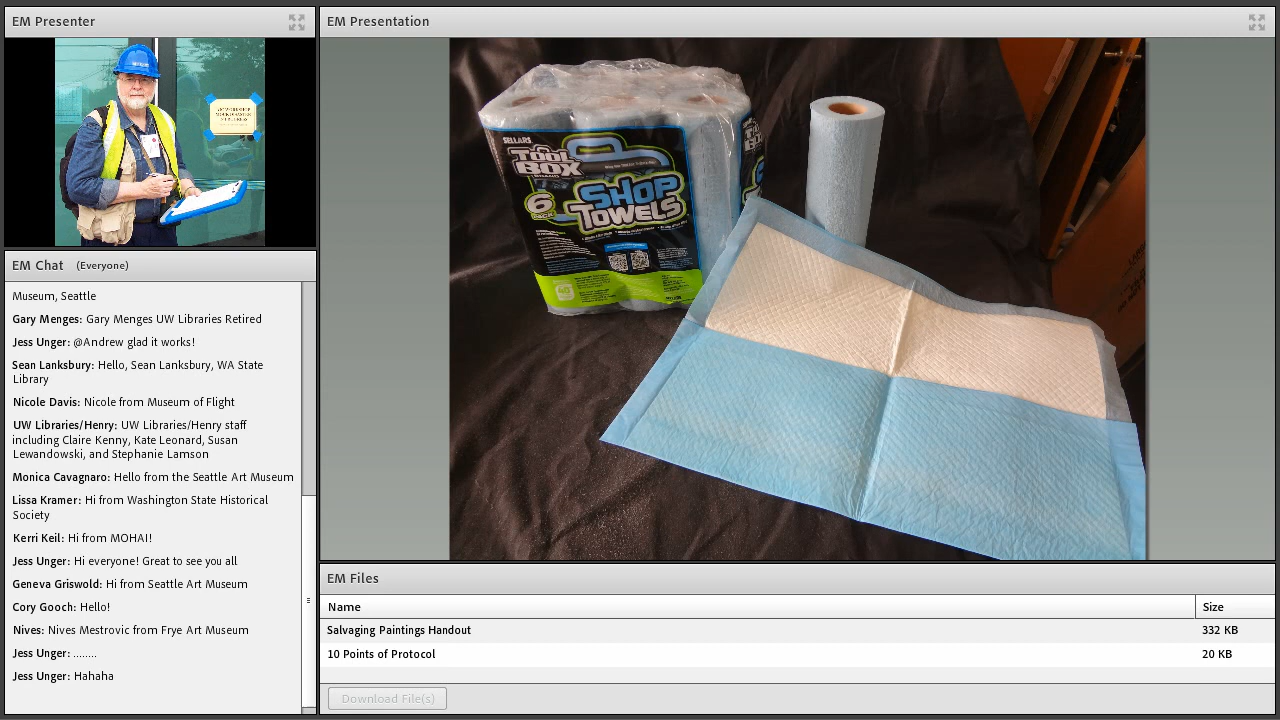 EM Presenter
EM Chat (Everyone)
Museum, Seattle
Gary Menges: Gary Menges UW Libraries Retired
Jess Unger: @Andrew glad it works!
Sean Lanksbury: Hello, Sean Lanksbury, WA State
Library
Nicole Davis: Nicole from Museum of Flight
UW Libraries/Henry: UW Libraries/Henry staff
including Claire Kenny, Kate Leonard, Susan
Lewandowski, and Stephanie Lamson
Monica Cavagnaro: Hello from the Seattle Art Museum
Lissa Kramer: Hi from Washington State Historical
Society
Kerri Keil: Hi from MOHAI!
Jess Unger: Hi everyone! Great to see you all
Geneva Griswold: Hi from Seattle Art Museum
Cory Gooch: Hello!
Nives: Nives Mestrovic from Frye Art Museum
Jess Unger: ........
Jess Unger: Hahaha
EM Presentation
SELLARS
TOOL
BOX
SHOP
TOWELS
6
PACK
EM Files
Name Size
Salvaging Paintings Handout 332 KB
10 Points of Protocol 20 KB
Download File(s)